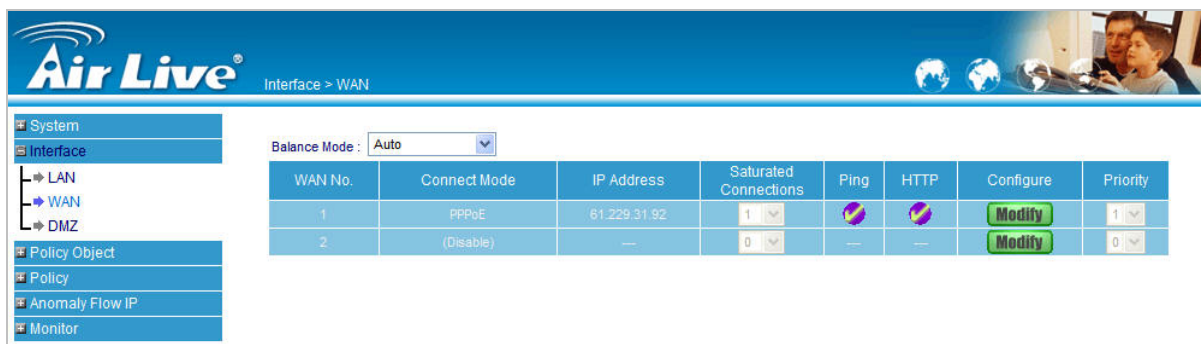 Air Live®
Interface > WAN
System
Interface
LAN
WAN
DMZ
Policy Object
Policy
Anomaly Flow IP
Monitor
Balance Mode : Auto
WAN No. Connect Mode IP Address Saturated Connections Ping HTTP Configure Priority
1 PPPoE 61.229.31.92 1 Modify 1
2 (Disable) --- 0 --- --- Modify 0